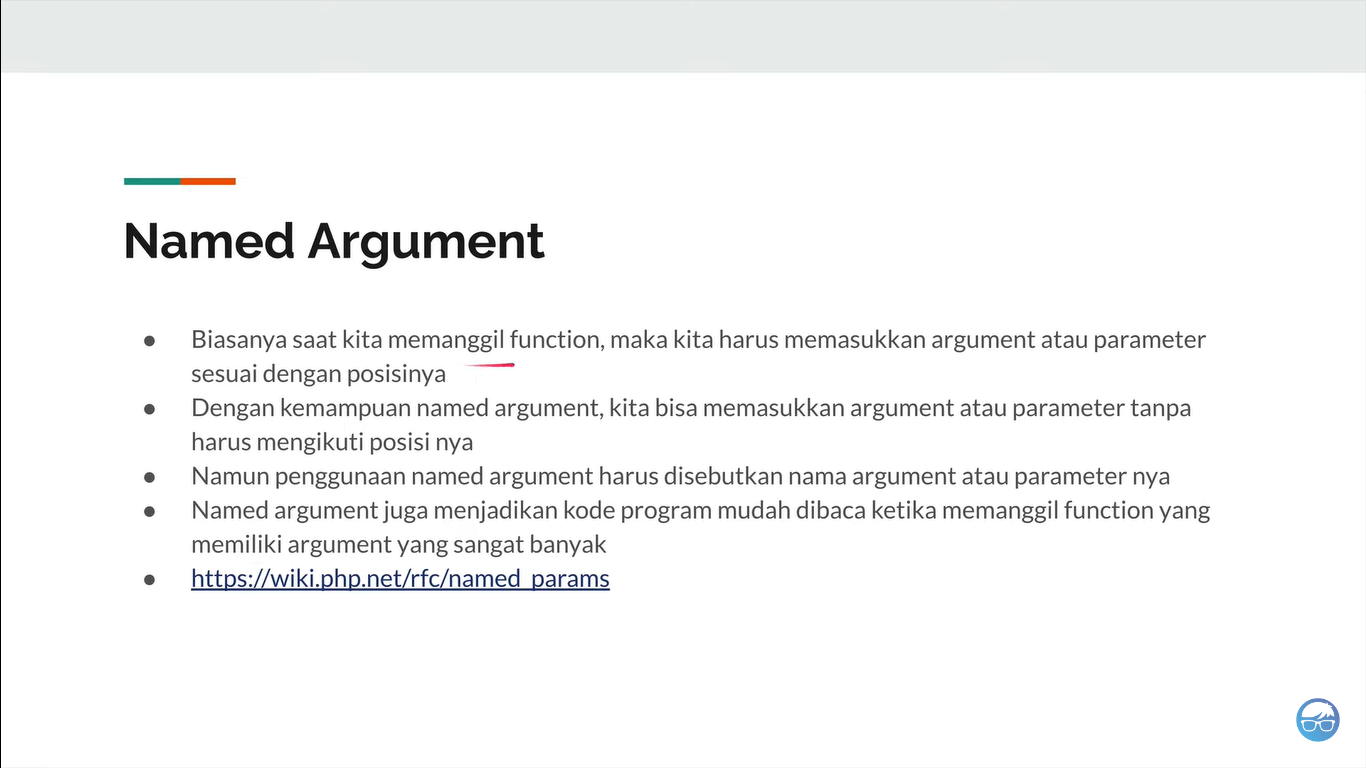 Named Argument
● Biasanya saat kita memanggil function, maka kita harus memasukkan argument atau parameter
sesuai dengan posisinya
● Dengan kemampuan named argument, kita bisa memasukkan argument atau parameter tanpa
harus mengikuti posisi nya
● Namun penggunaan named argument harus disebutkan nama argument atau parameter nya
● Named argument juga menjadikan kode program mudah dibaca ketika memanggil function yang
memiliki argument yang sangat banyak
● https://wiki.php.net/rfc/named_params